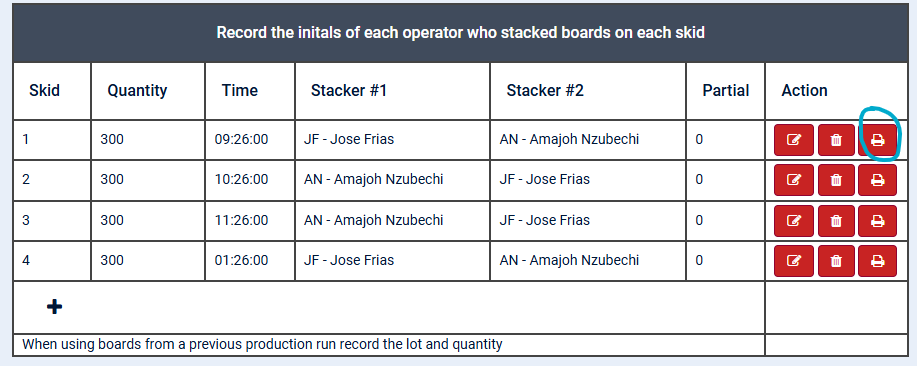 Record the initals of each operator who stacked boards on each skid
Skid Quantity Time Stacker #1 Stacker #2 Partial Action
1 300 09:26:00 JF - Jose Frias AN - Amajoh Nzubechi 0
2 300 10:26:00 AN - Amajoh Nzubechi JF - Jose Frias 0
3 300 11:26:00 AN - Amajoh Nzubechi JF - Jose Frias 0
4 300 01:26:00 JF - Jose Frias AN - Amajoh Nzubechi 0
When using boards from a previous production run record the lot and quantity